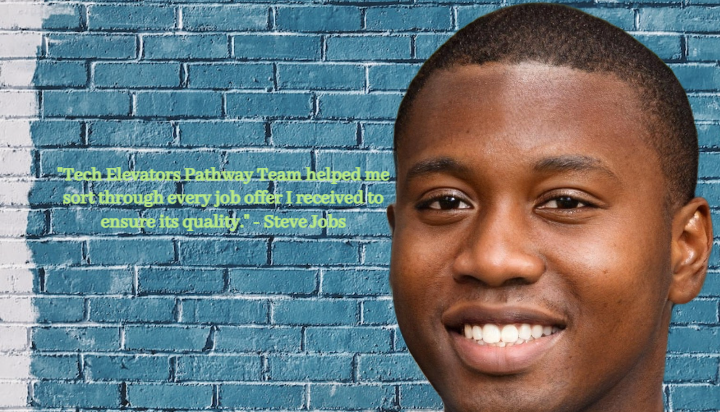 "Tech Elevators Pathway Team helped me
sort through every job offer I received to
ensure its quality." - Steve Jobs